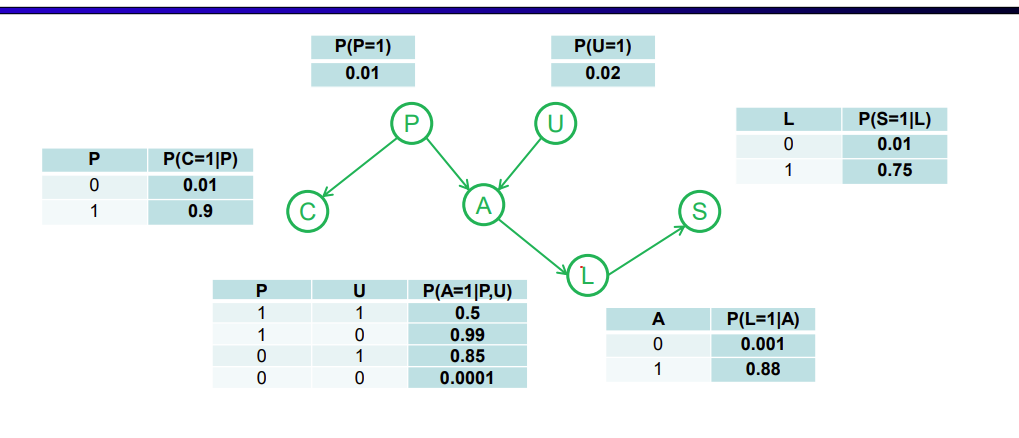 P(P=1)
0.01
P(U=1)
0.02
P
U
L P(S=1|L)
0 0.01
1 0.75
P P(C=1|P)
0 0.01
1 0.9
C
A
S
L
P U P(A=1|P,U)
1 1 0.5
1 0 0.99
0 1 0.85
0 0 0.0001
A P(L=1|A)
0 0.001
1 0.88